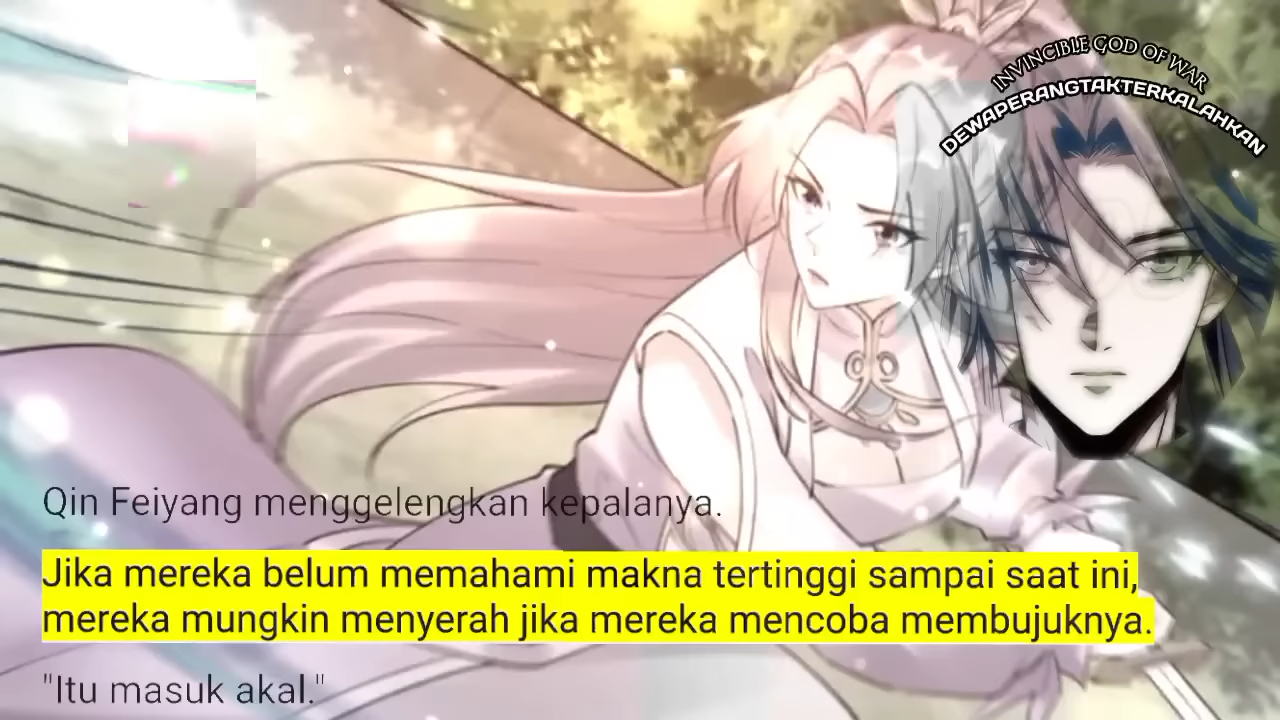 INVINCIBLE GOD OF WAR
DEWAPERANGTAKTERKALAHKAN
Qin Feiyang menggelengkan kepalanya.
Jika mereka belum memahami makna tertinggi sampai saat ini,
mereka mungkin menyerah jika mereka mencoba membujuknya.
"Itu masuk akal."